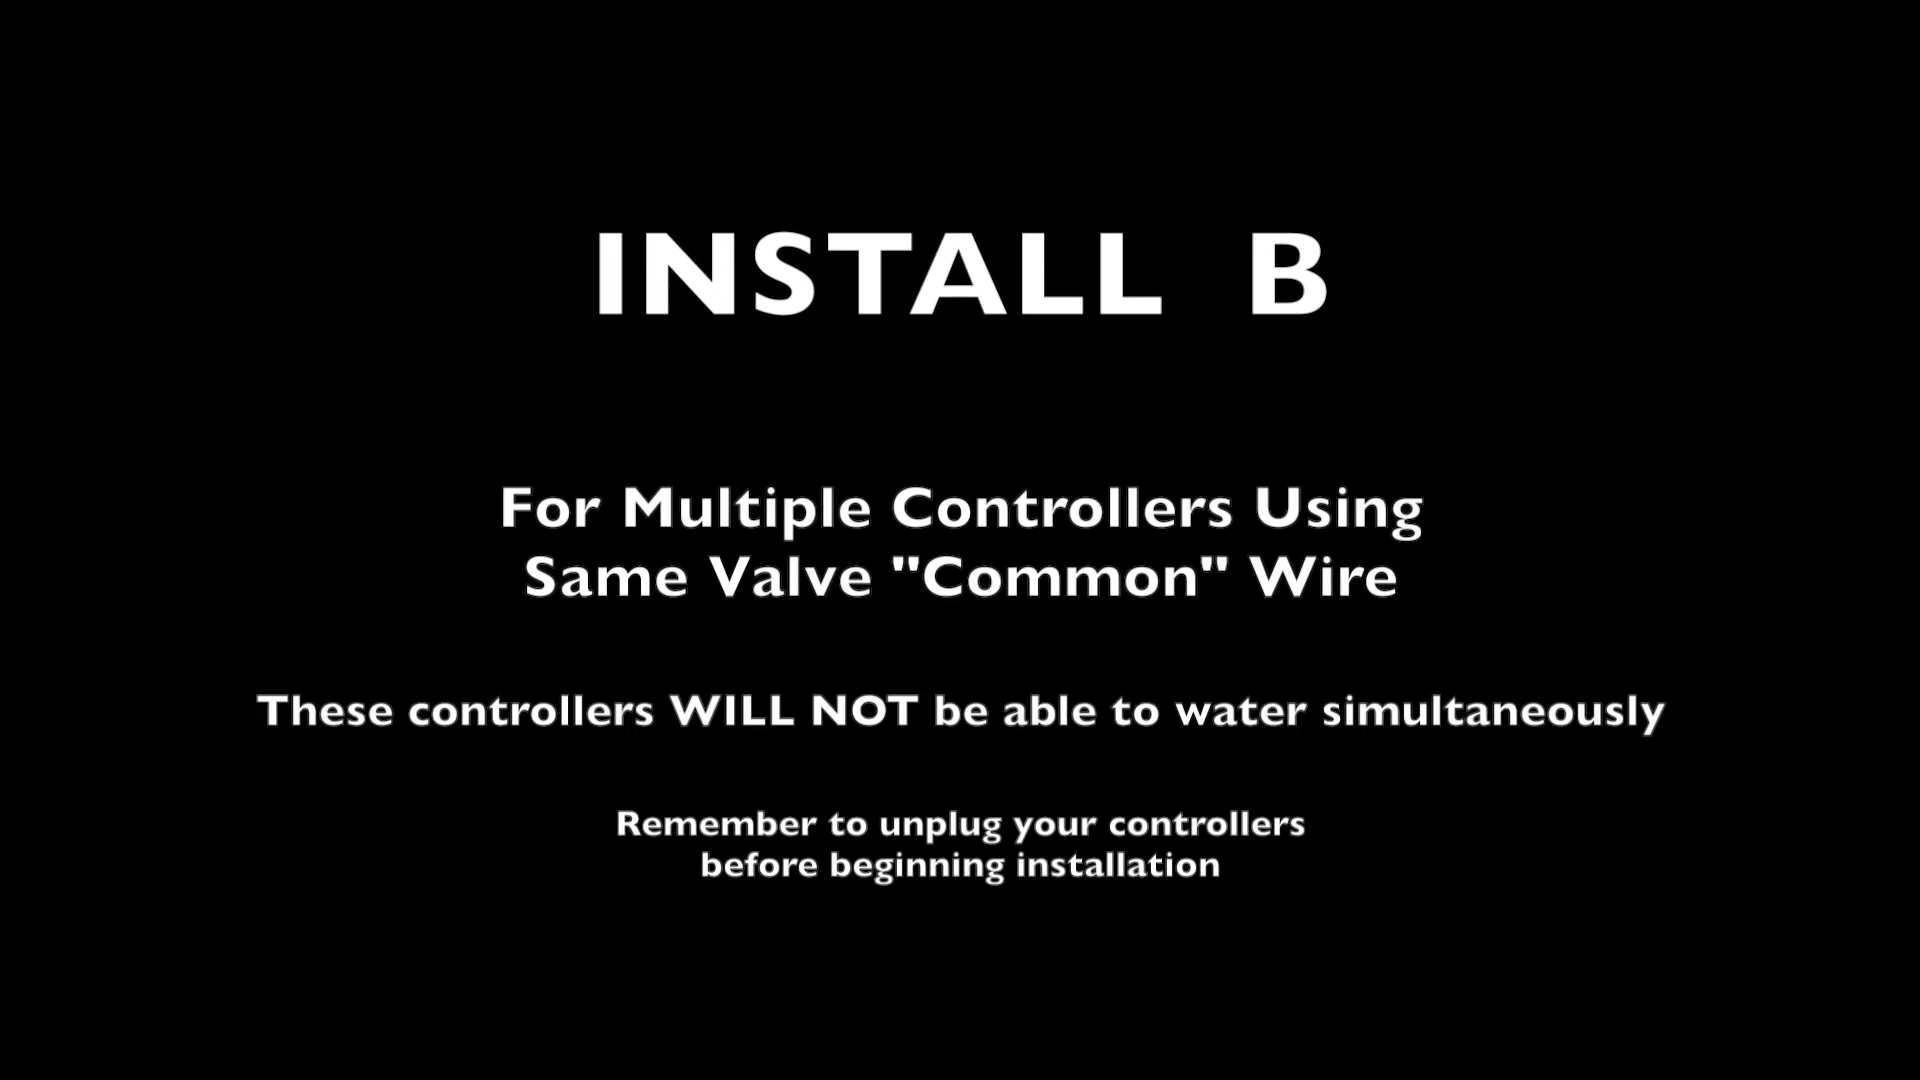 INSTALL B
For Multiple Controllers Using
Same Valve "Common" Wire
These controllers WILL NOT be able to water simultaneously
Remember to unplug your controllers
before beginning installation